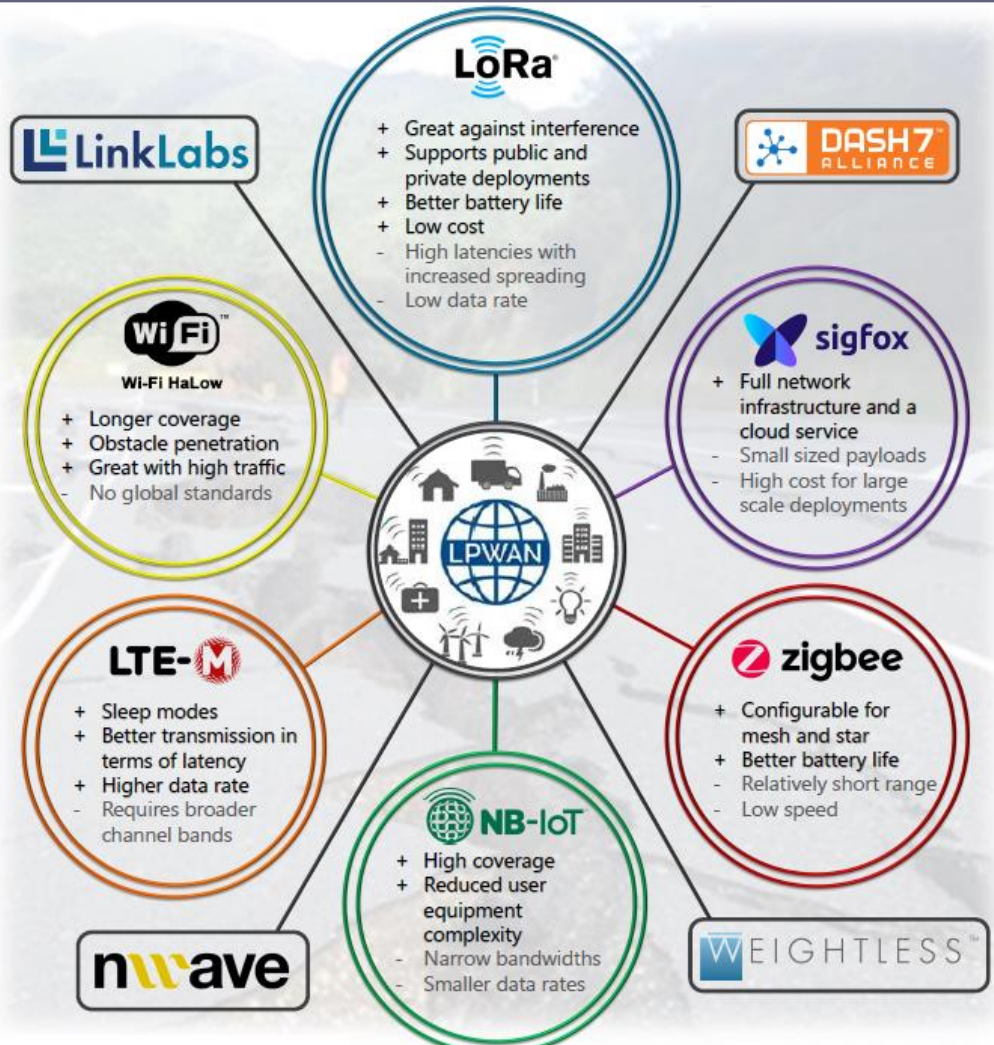 LoRa®
+ Great against interference
+ Supports public and
private deployments
+ Better battery life
+ Low cost
- High latencies with
increased spreading
- Low data rate
LinkLabs
DASH7™
ALLIANCE
Wi Fi™
Wi-Fi HaLow
+ Longer coverage
+ Obstacle penetration
+ Great with high traffic
- No global standards
sigfox
+ Full network
infrastructure and a
cloud service
- Small sized payloads
- High cost for large
scale deployments
LPWAN
LTE-M
+ Sleep modes
+ Better transmission in
terms of latency
+ Higher data rate
- Requires broader
channel bands
zigbee
+ Configurable for
mesh and star
+ Better battery life
- Relatively short range
- Low speed
NB-IoT
+ High coverage
+ Reduced user
equipment
complexity
- Narrow bandwidths
- Smaller data rates
nwave
WEIGHTLESS™